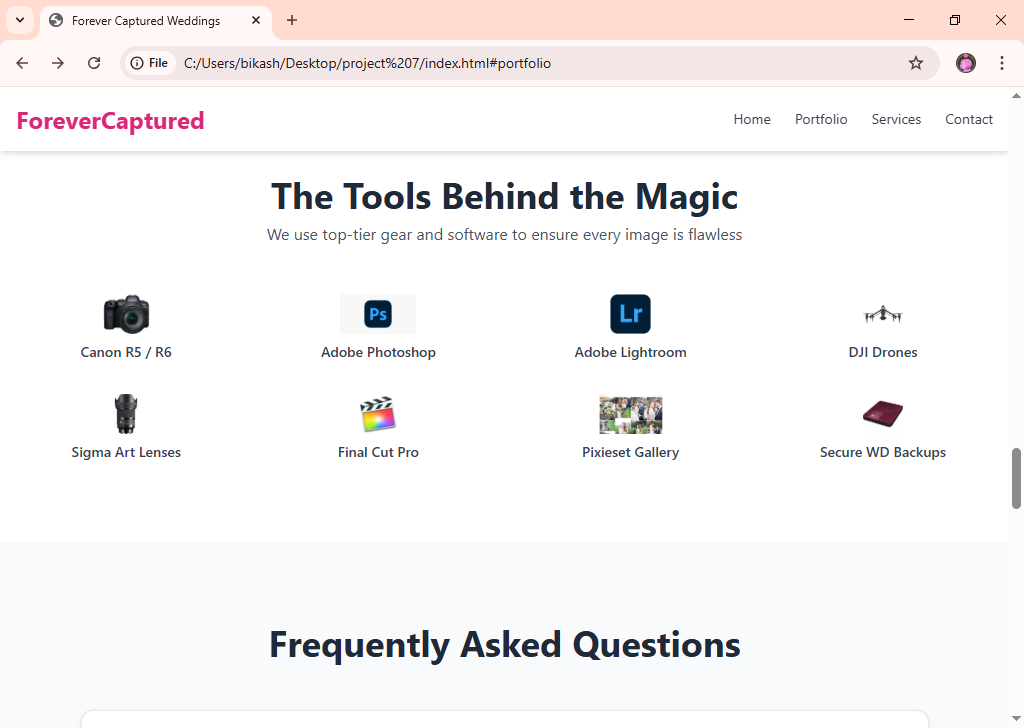 Forever Captured Weddings
File
C:/Users/bikash/Desktop/project%207/index.html#portfolio
ForeverCaptured
Home
Portfolio
Services
Contact
The Tools Behind the Magic
We use top-tier gear and software to ensure every image is flawless
Ps
Lr
Canon R5 / R6
Adobe Photoshop
Adobe Lightroom
DJI Drones
Sigma Art Lenses
Final Cut Pro
Pixieset Gallery
Secure WD Backups
Frequently Asked Questions